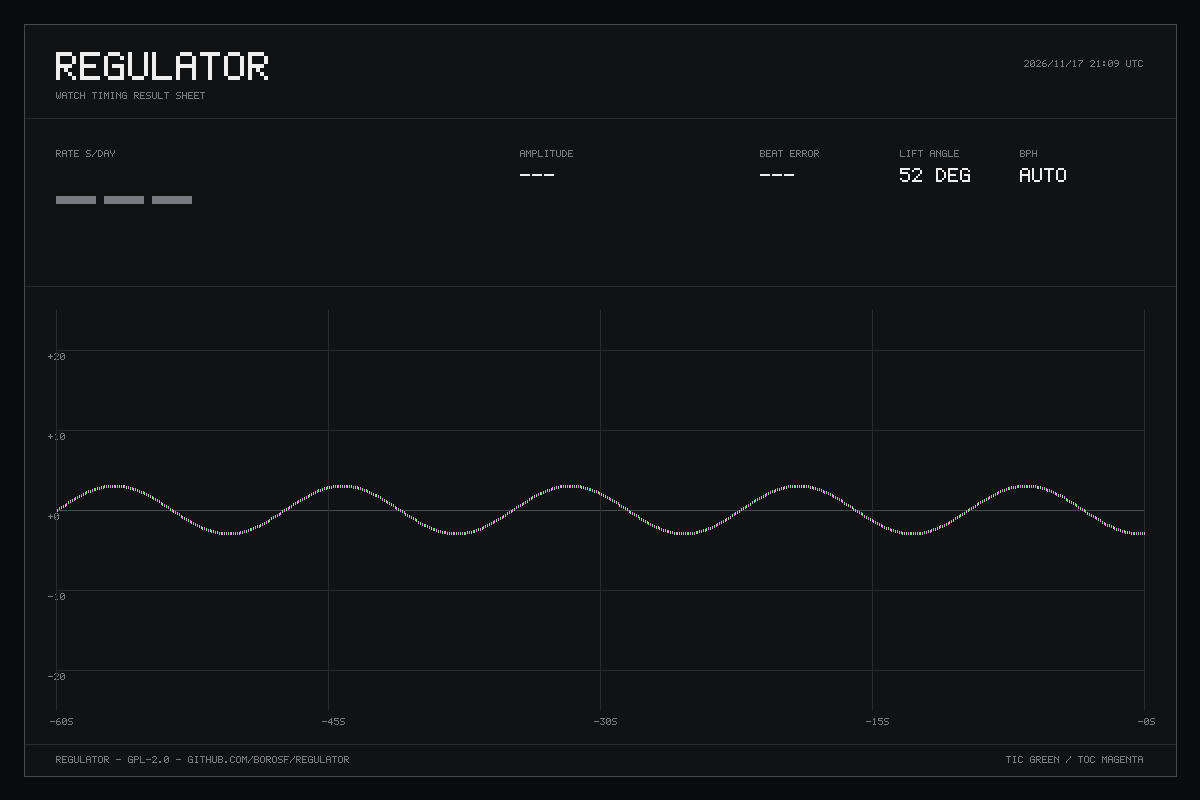 REGULATOR
2026/11/17 21:09 UTC
WATCH TIMING RESULT SHEET
RATE S/DAY
AMPLITUDE
BEAT ERROR
LIFT ANGLE
BPH
---
---
---
52 DEG
AUTO
+20
+10
+0
-10
-20
-60S
-45S
-30S
-15S
-0S
REGULATOR - GPL-2.0 - GITHUB.COM/BOROSF/REGULATOR
TIC GREEN / TOC MAGENTA